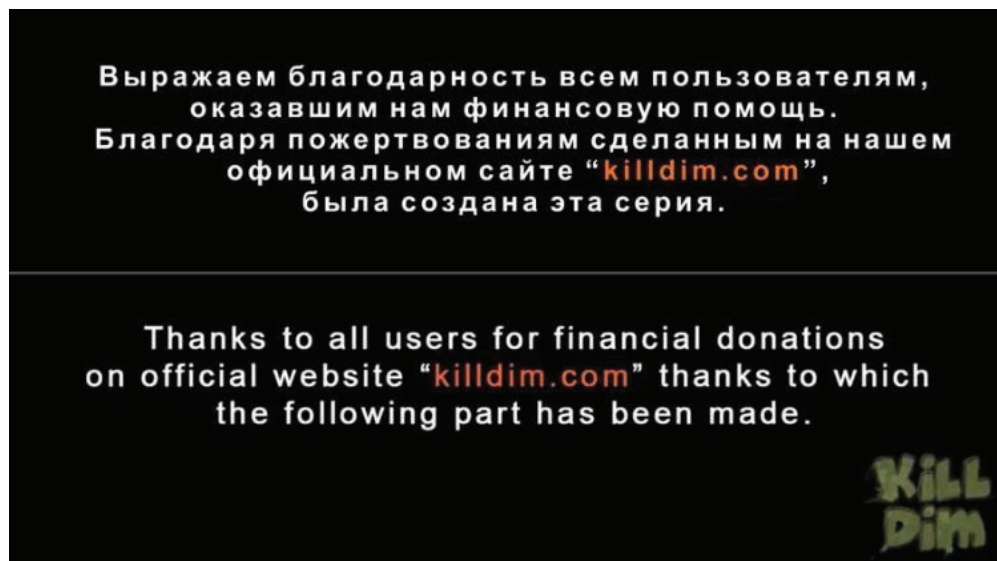 Выражаем благодарность всем пользователям,
оказавшим нам финансовую помощь.
Благодаря пожертвованиям сделанным на нашем
официальном сайте “killdim.com”,
была создана эта серия.
Thanks to all users for financial donations
on official website “killdim.com” thanks to which
the following part has been made.
KiLL
Dim